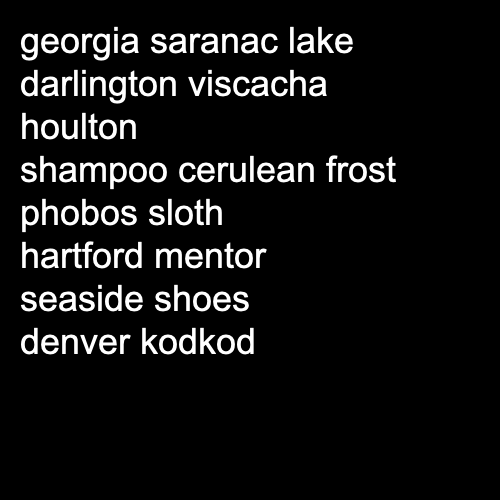 georgia saranac lake
darlington viscacha
houlton
shampoo cerulean frost
phobos sloth
hartford mentor
seaside shoes
denver kodkod